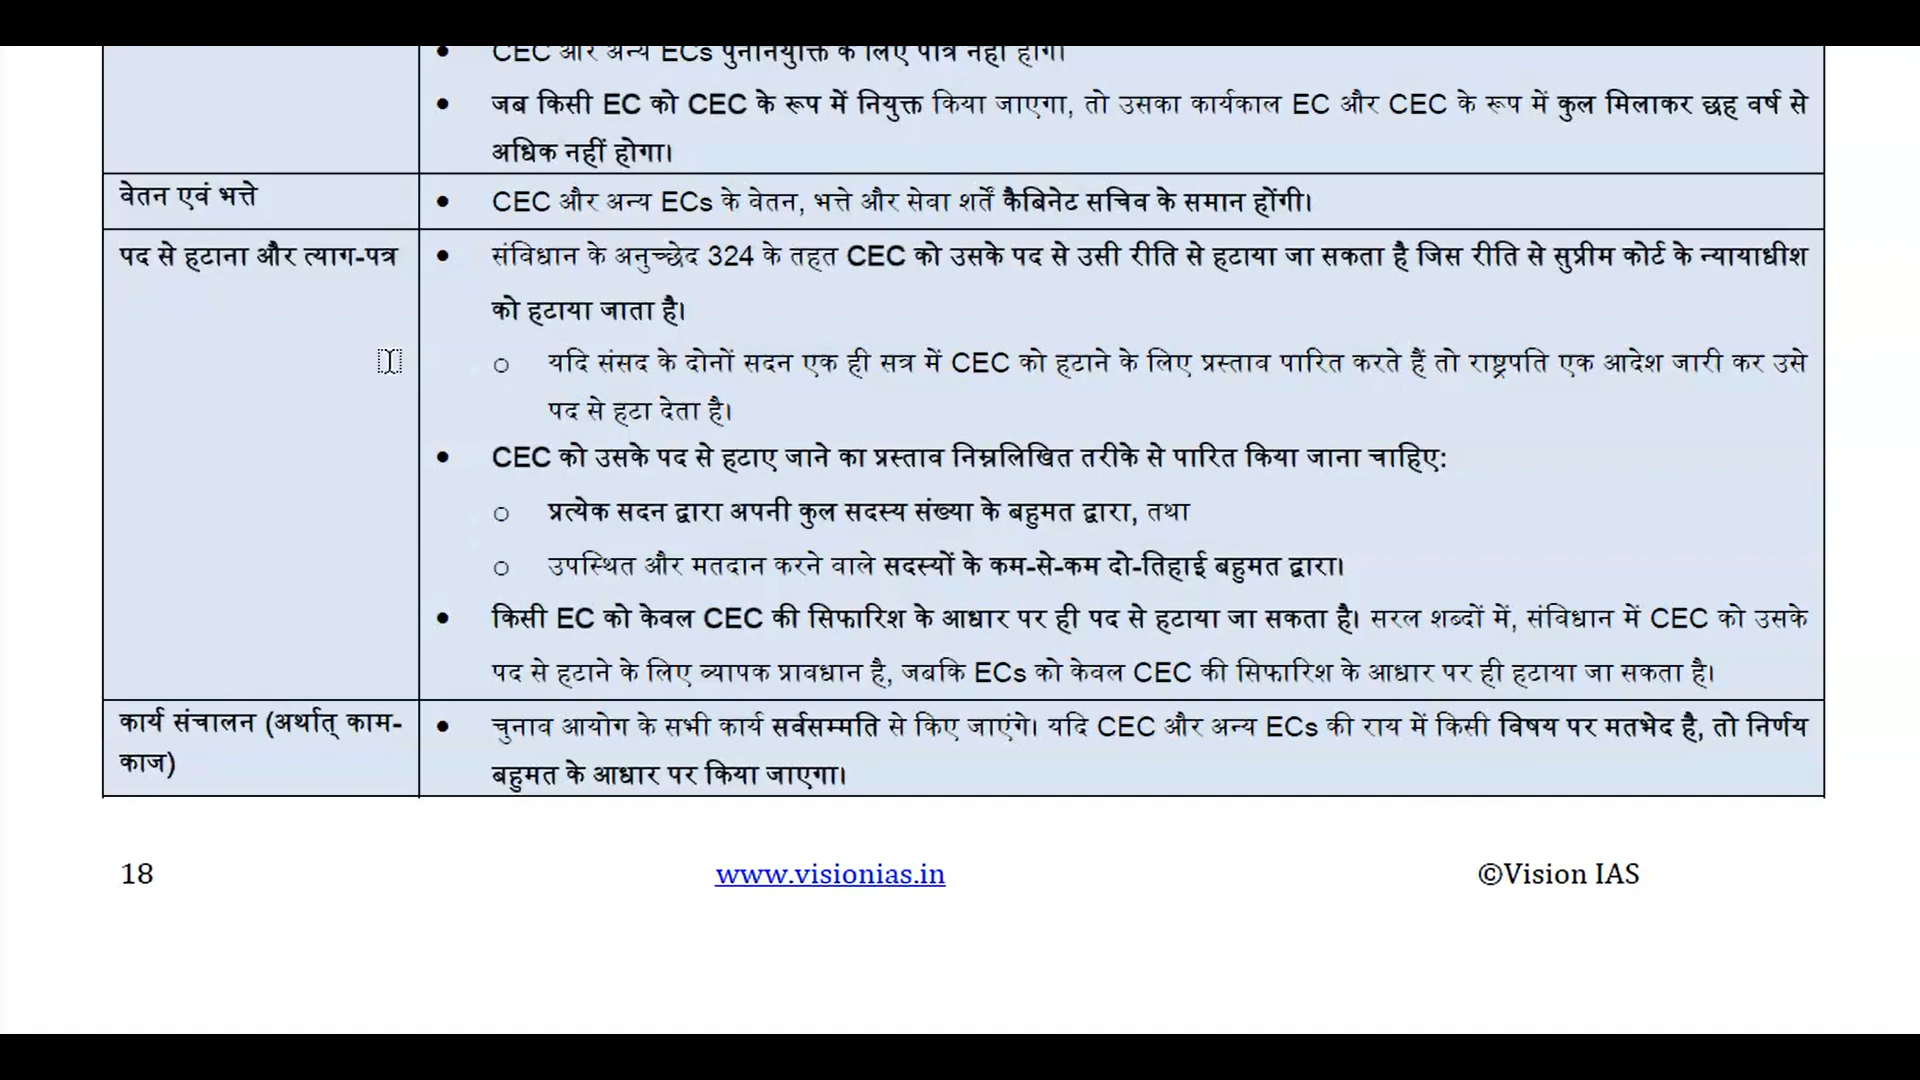 CEC और अन्य ECs पुनर्नियुक्ति के लिए पात्र नहीं होंगे।
जब किसी EC को CEC के रूप में नियुक्त किया जाएगा, तो उसका कार्यकाल EC और CEC के रूप में कुल मिलाकर छह वर्ष से
अधिक नहीं होगा।
वेतन एवं भत्ते
CEC और अन्य ECs के वेतन, भत्ते और सेवा शर्तें कैबिनेट सचिव के समान होंगी।
पद से हटाना और त्याग-पत्र
संविधान के अनुच्छेद 324 के तहत CEC को उसके पद से उसी रीति से हटाया जा सकता है जिस रीति से सुप्रीम कोर्ट के न्यायाधीश
को हटाया जाता है।
यदि संसद के दोनों सदन एक ही सत्र में CEC को हटाने के लिए प्रस्ताव पारित करते हैं तो राष्ट्रपति एक आदेश जारी कर उसे
पद से हटा देता है।
CEC को उसके पद से हटाए जाने का प्रस्ताव निम्नलिखित तरीके से पारित किया जाना चाहिए:
प्रत्येक सदन द्वारा अपनी कुल सदस्य संख्या के बहुमत द्वारा, तथा
उपस्थित और मतदान करने वाले सदस्यों के कम-से-कम दो-तिहाई बहुमत द्वारा।
किसी EC को केवल CEC की सिफारिश के आधार पर ही पद से हटाया जा सकता है। सरल शब्दों में, संविधान में CEC को उसके
पद से हटाने के लिए व्यापक प्रावधान है, जबकि ECs को केवल CEC की सिफारिश के आधार पर ही हटाया जा सकता है।
कार्य संचालन (अर्थात् काम-
काज)
चुनाव आयोग के सभी कार्य सर्वसम्मति से किए जाएंगे। यदि CEC और अन्य ECs की राय में किसी विषय पर मतभेद है, तो निर्णय
बहुमत के आधार पर किया जाएगा।
18
www.visionias.in
©Vision IAS